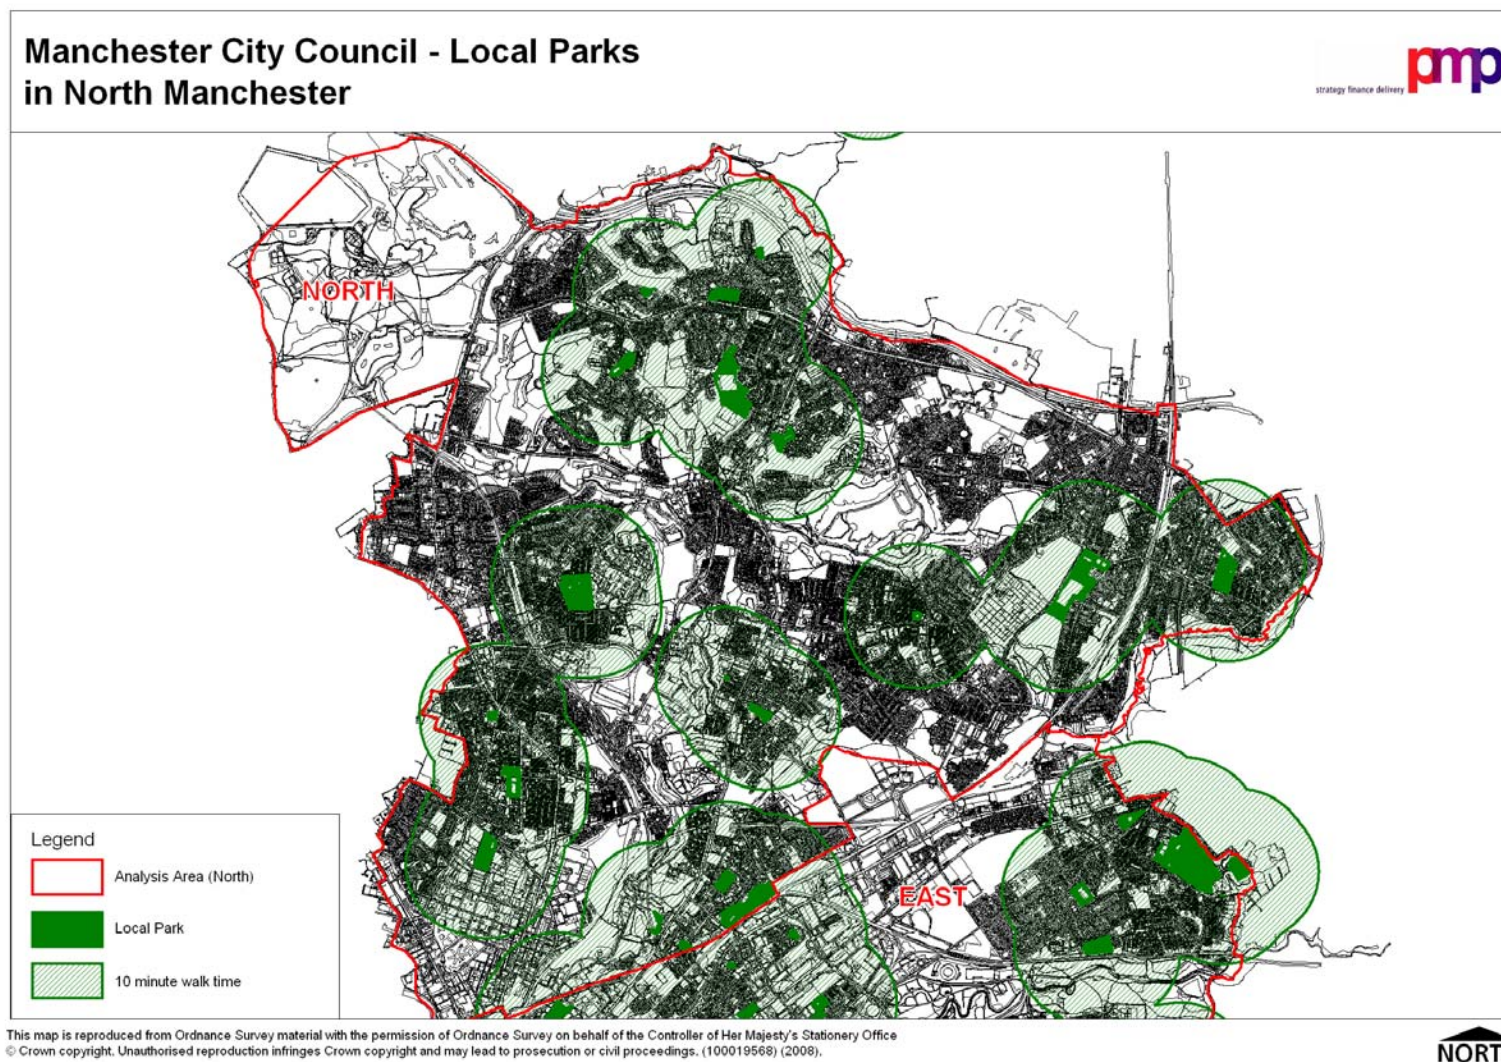 Manchester City Council - Local Parks
in North Manchester
strategy finance delivery
pmp
NORTH
EAST
Legend
Analysis Area (North)
Local Park
10 minute walk time
This map is reproduced from Ordnance Survey material with the permission of Ordnance Survey on behalf of the Controller of Her Majesty's Stationery Office
© Crown copyright. Unauthorised reproduction infringes Crown copyright and may lead to prosecution or civil proceedings. (100019568) (2008).
NORT